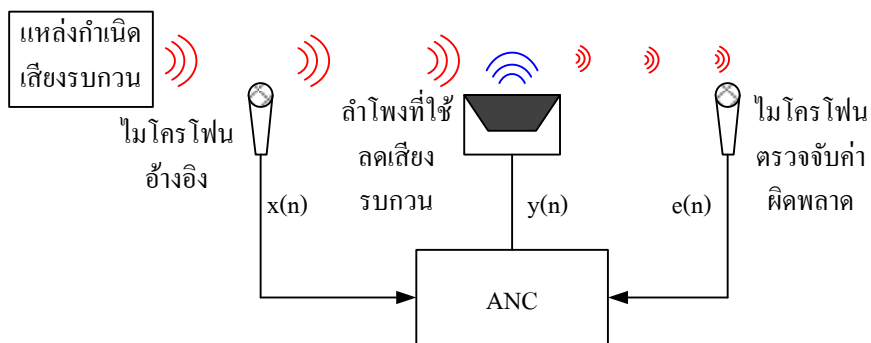 แหล่งกำเนิด
เสียงรบกวน
ไมโครโฟน
อ้างอิง
ลำโพงที่ใช้
ลดเสียง
รบกวน
ไมโครโฟน
ตรวจจับค่า
ผิดพลาด
x(n)
y(n)
e(n)
ANC